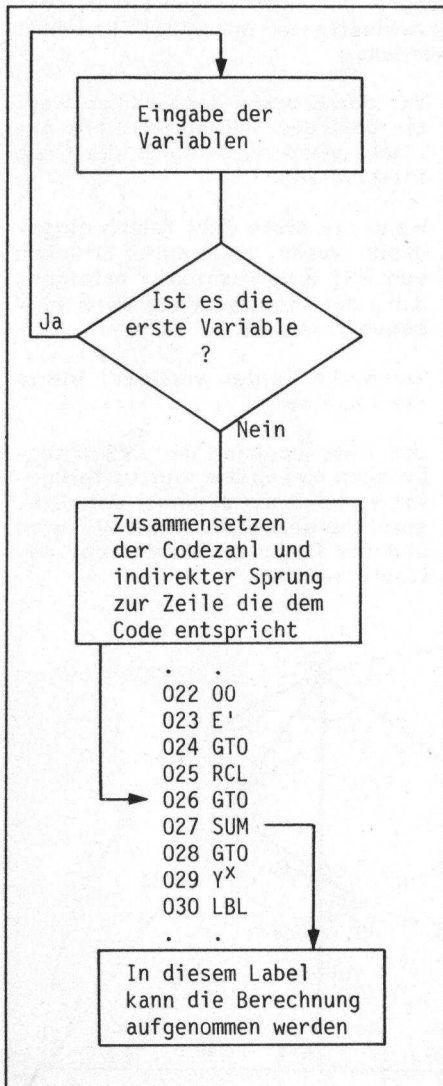 Eingabe der
Variablen
Ist es die
Ja
erste Variable
?
Nein
Zusammensetzen
der Codezahl und
indirekter Sprung
zur Zeile die dem
Code entspricht
.
022 00
023 E'
024 GTO
025 RCL
026 GTO
027 SUM
028 GTO
029 Yˣ
030 LBL
. .
In diesem Label
kann die Berechnung
aufgenommen werden